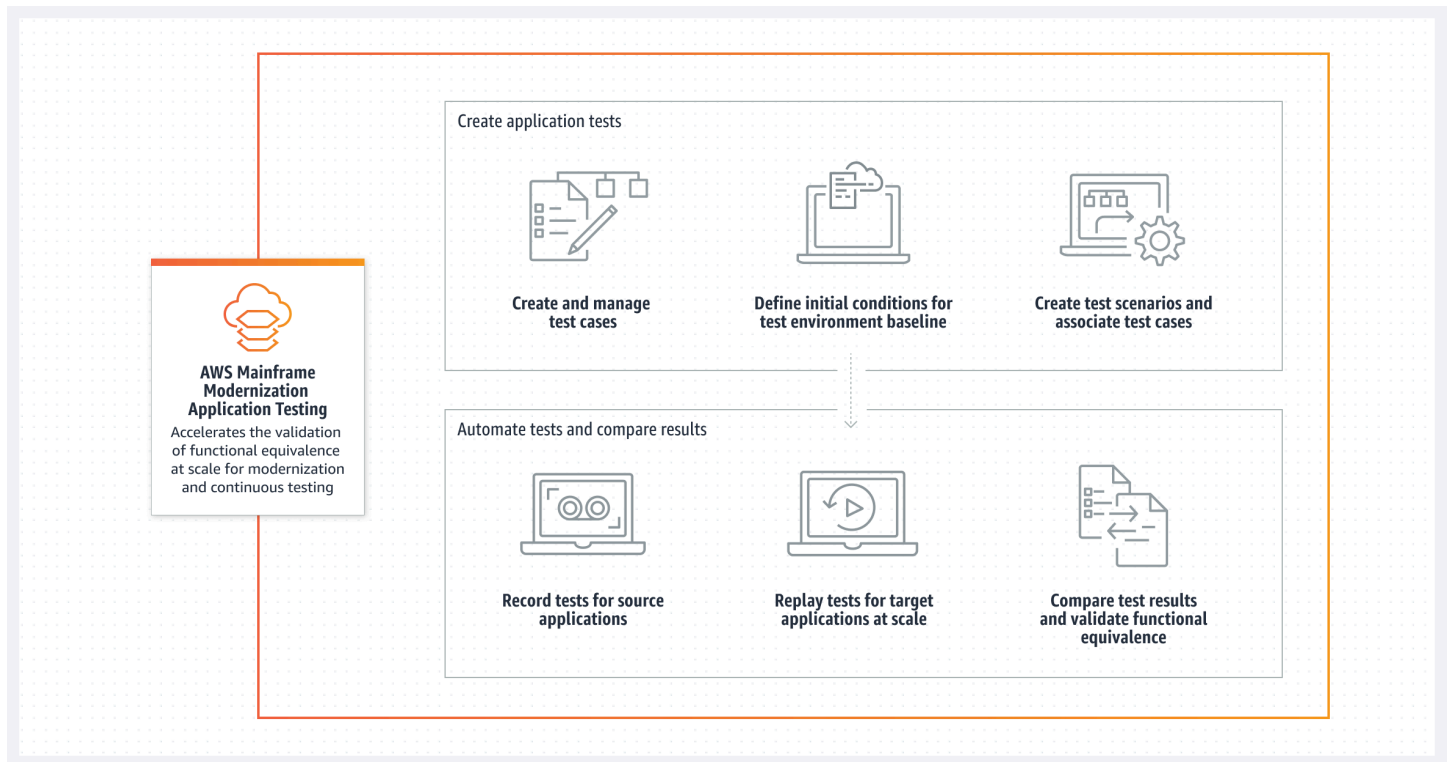 Create application tests
Create and manage
test cases
Define initial conditions for
test environment baseline
Create test scenarios and
associate test cases
AWS Mainframe
Modernization
Application Testing
Accelerates the validation
of functional equivalence
at scale for modernization
and continuous testing
Automate tests and compare results
Record tests for source
applications
Replay tests for target
applications at scale
Compare test results
and validate functional
equivalence